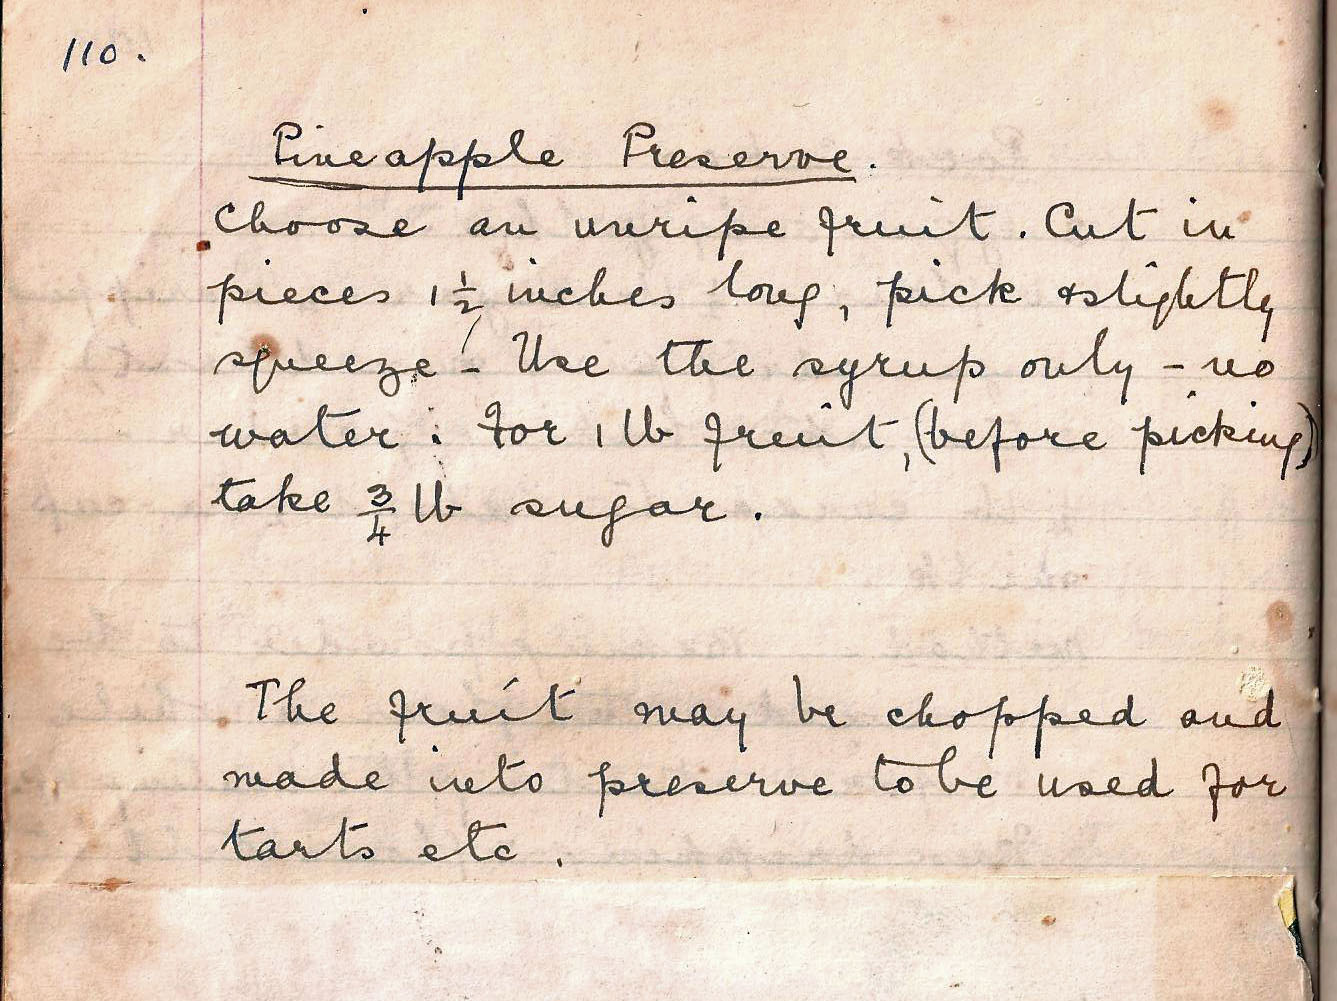 110.
Pineapple Preserve.
Choose an unripe fruit. Cut in
pieces 1 1/2 inches long, pick & slightly
squeeze - Use the syrup only - no
water. For 1 lb fruit, (before picking)
take 3/4 lb sugar.
The fruit may be chopped and
made into preserve to be used for
tarts etc.